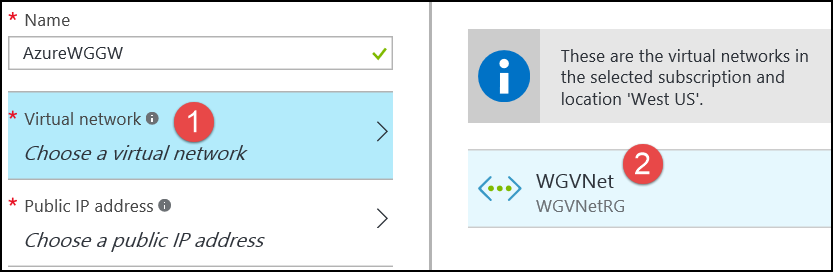 * Name
AzureWGGW
* Virtual network
1
Choose a virtual network
* Public IP address
Choose a public IP address
These are the virtual networks in
the selected subscription and
location 'West US'.
WGVNet
2
WGVNetRG